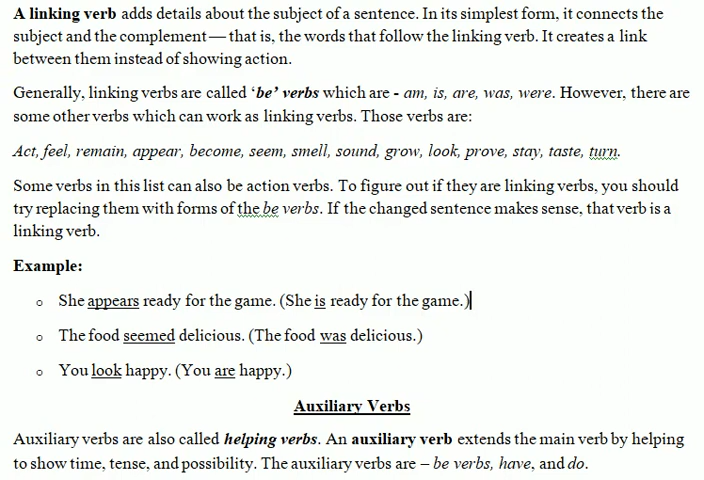 A linking verb adds details about the subject of a sentence. In its simplest form, it connects the
subject and the complement — that is, the words that follow the linking verb. It creates a link
between them instead of showing action.
Generally, linking verbs are called 'be' verbs which are - am, is, are, was, were. However, there are
some other verbs which can work as linking verbs. Those verbs are:
Act, feel, remain, appear, become, seem, smell, sound, grow, look, prove, stay, taste, turn.
Some verbs in this list can also be action verbs. To figure out if they are linking verbs, you should
try replacing them with forms of the be verbs. If the changed sentence makes sense, that verb is a
linking verb.
Example:
○ She appears ready for the game. (She is ready for the game.)
○ The food seemed delicious. (The food was delicious.)
○ You look happy. (You are happy.)
Auxiliary Verbs
Auxiliary verbs are also called helping verbs. An auxiliary verb extends the main verb by helping
to show time, tense, and possibility. The auxiliary verbs are – be verbs, have, and do.